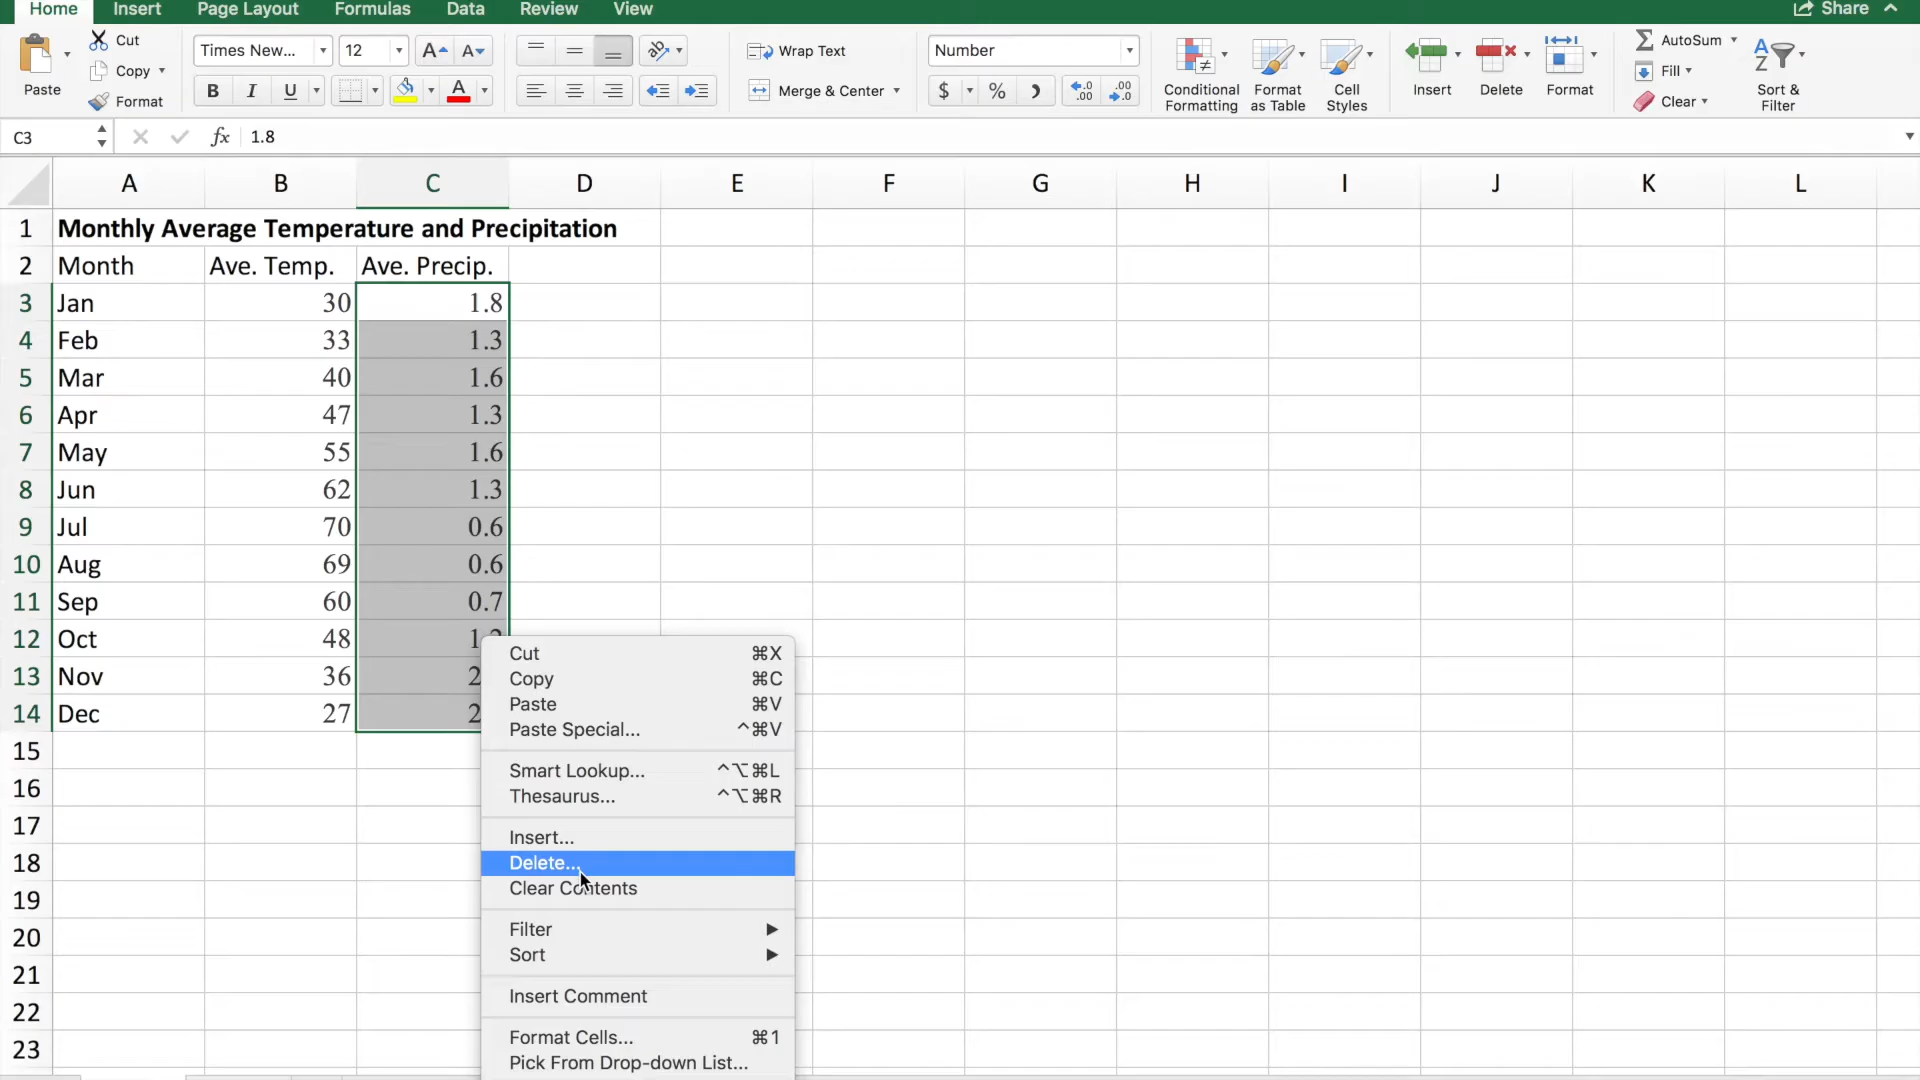 Home Insert Page Layout Formulas Data Review View Share
Paste Cut Copy Format
Times New... 12
B I U A
Wrap Text
Merge & Center
Number
$ % .0 .00
Conditional Formatting
Format as Table
Cell Styles
Insert Delete Format
AutoSum
Fill
Clear
Sort & Filter
C3 fx 1.8
A B C D E F G H I J K L
1 Monthly Average Temperature and Precipitation
2 Month Ave. Temp. Ave. Precip.
3 Jan 30 1.8
4 Feb 33 1.3
5 Mar 40 1.6
6 Apr 47 1.3
7 May 55 1.6
8 Jun 62 1.3
9 Jul 70 0.6
10 Aug 69 0.6
11 Sep 60 0.7
12 Oct 48
13 Nov 36
14 Dec 27
15
16
17
18
19
20
21
22
23
Cut ⌘X
Copy ⌘C
Paste ⌘V
Paste Special... ^⌘V
Smart Lookup... ^⌥⌘L
Thesaurus... ^⌥⌘R
Insert...
Delete...
Clear Contents
Filter
Sort
Insert Comment
Format Cells... ⌘1
Pick From Drop-down List...